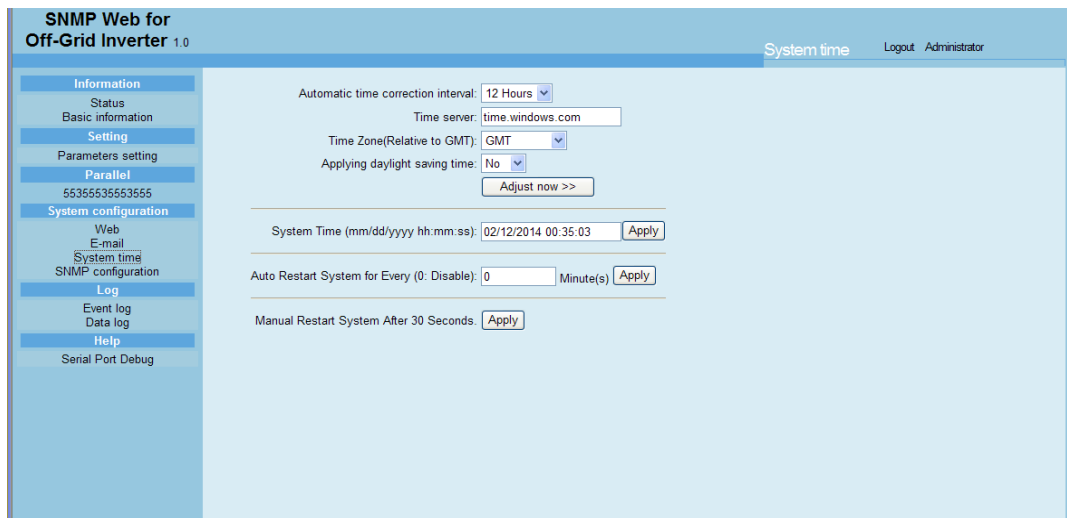 SNMP Web for
Off-Grid Inverter 1.0
System time
Logout Administrator
Information
Status
Basic information
Setting
Parameters setting
Parallel
55355535553555
System configuration
Web
E-mail
System time
SNMP configuration
Log
Event log
Data log
Help
Serial Port Debug
Automatic time correction interval: 12 Hours
Time server: time.windows.com
Time Zone(Relative to GMT): GMT
Applying daylight saving time: No
Adjust now >>
System Time (mm/dd/yyyy hh:mm:ss): 02/12/2014 00:35:03 Apply
Auto Restart System for Every (0: Disable): 0 Minute(s) Apply
Manual Restart System After 30 Seconds. Apply